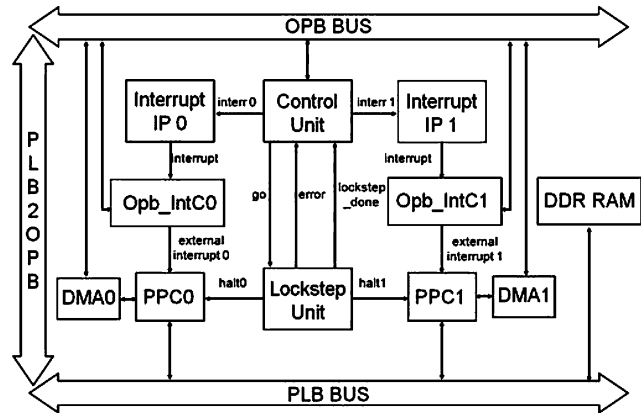 OPB BUS
PLB2OPB
Interrupt
IP 0
interr 0
Control
Unit
interr 1
Interrupt
IP 1
interrupt
interrupt
go
error
lockstep
_done
Opb_IntC0
Opb_IntC1
DDR RAM
external
interrupt 0
external
interrupt 1
DMA0
PPC0
halt0
Lockstep
Unit
halt1
PPC1
DMA1
PLB BUS